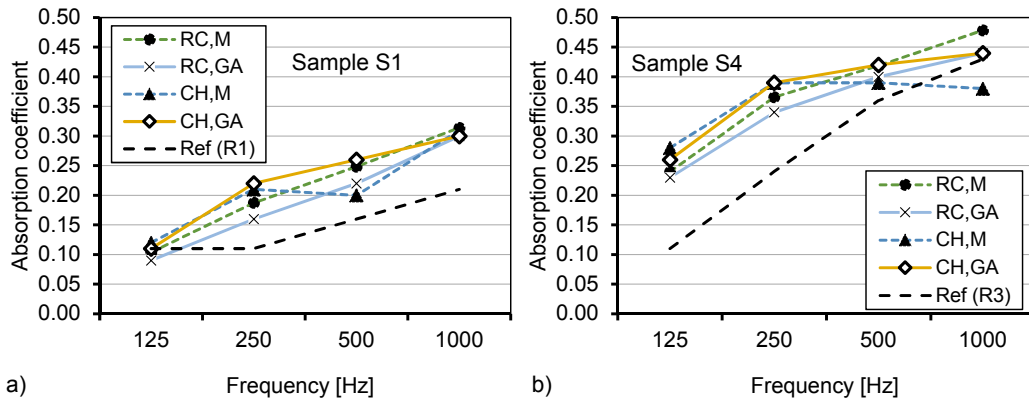 Absorption coefficient
0.50
0.45
0.40
0.35
0.30
0.25
0.20
0.15
0.10
0.05
0.00
RC,M
RC,GA
CH,M
CH,GA
Ref (R1)
Sample S1
125 250 500 1000
Frequency [Hz]
a)
Absorption coefficient
0.50
0.45
0.40
0.35
0.30
0.25
0.20
0.15
0.10
0.05
0.00
Sample S4
RC,M
RC,GA
CH,M
CH,GA
Ref (R3)
125 250 500 1000
Frequency [Hz]
b)